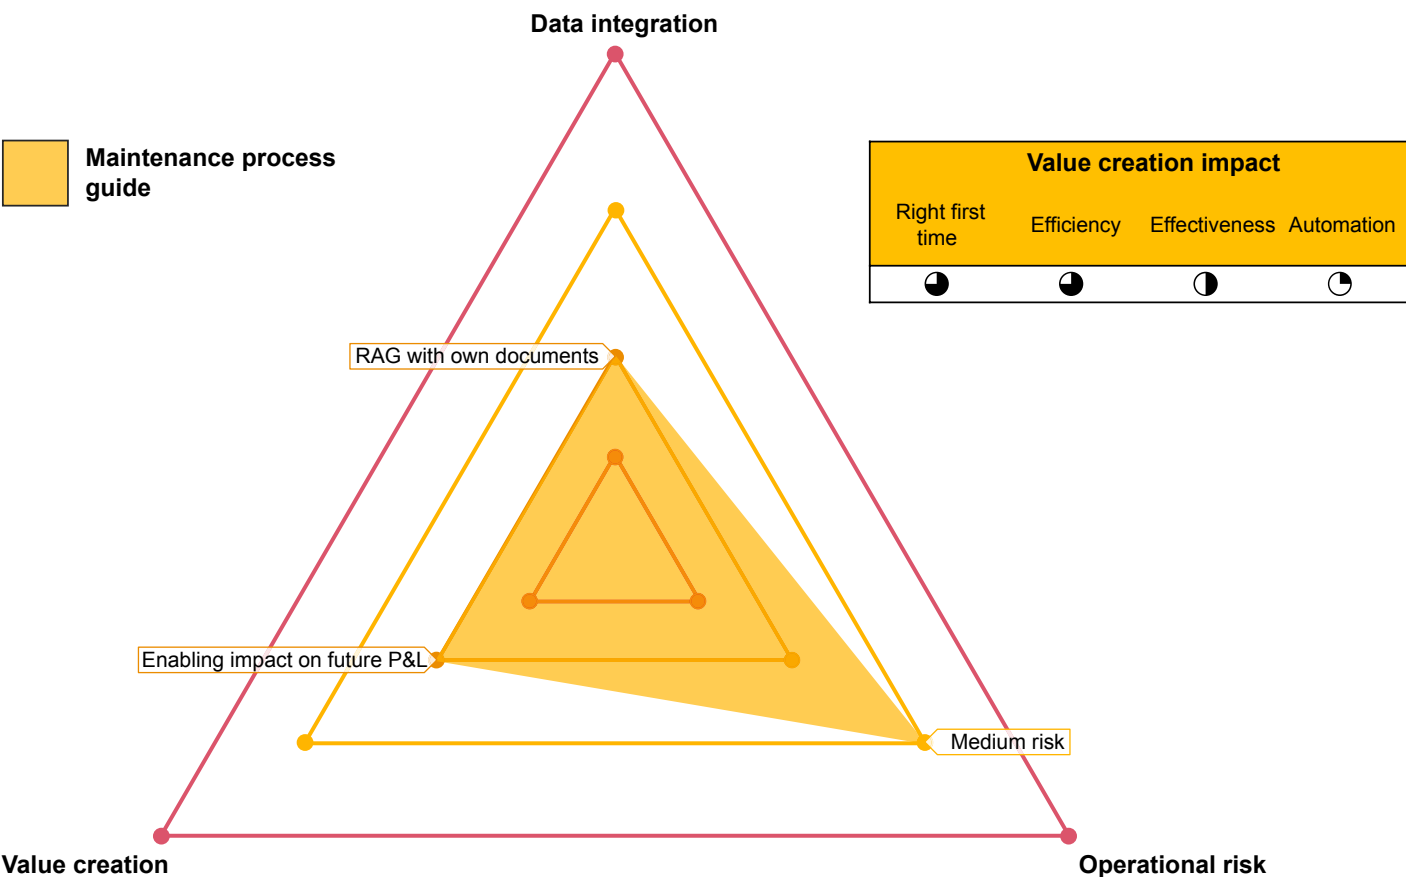 Data integration
Maintenance process
guide
Value creation impact
Right first
time
Efficiency
Effectiveness
Automation
RAG with own documents
Enabling impact on future P&L
Medium risk
Value creation
Operational risk